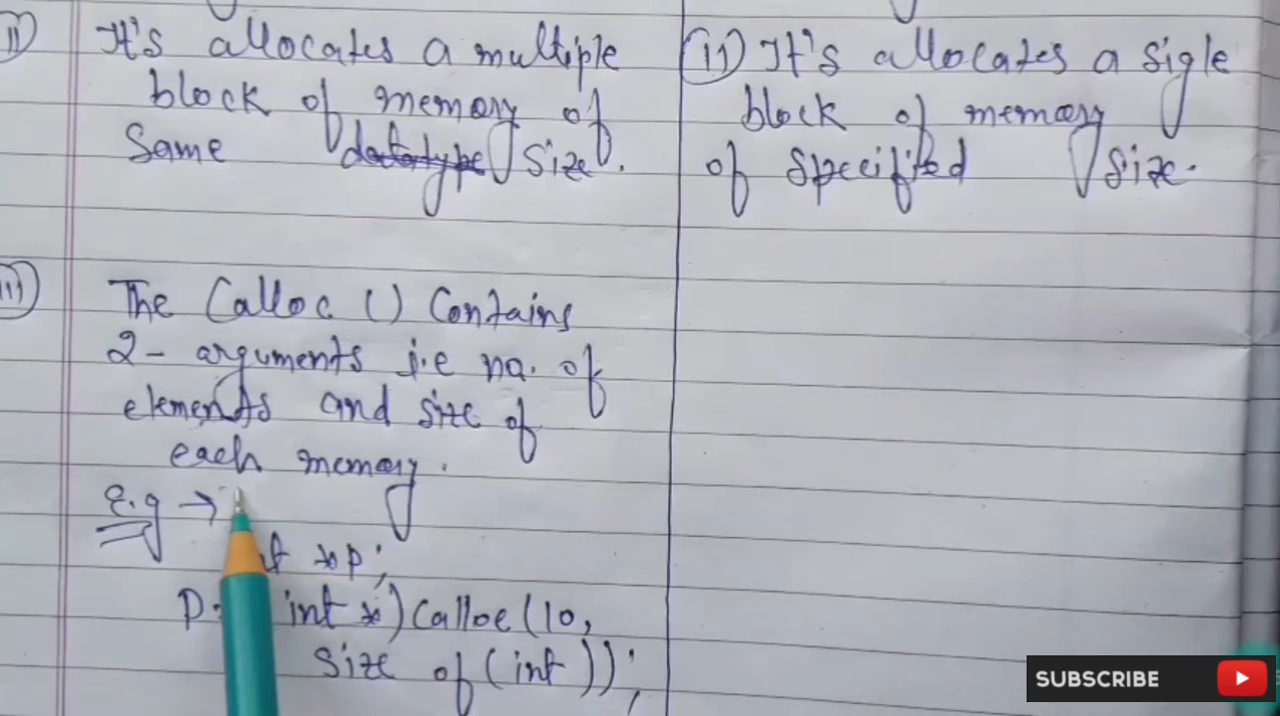 II) It's allocates a multiple
block of memory of
Same datatype size.
(11) It's allocates a Sigle
block of memory
of specified size.
111) The Calloc () Contains
2- arguments i.e no. of
elements and size of
each memory.
E.g →
*p;
P int *) Calloc (10,
size of (int));
SUBSCRIBE